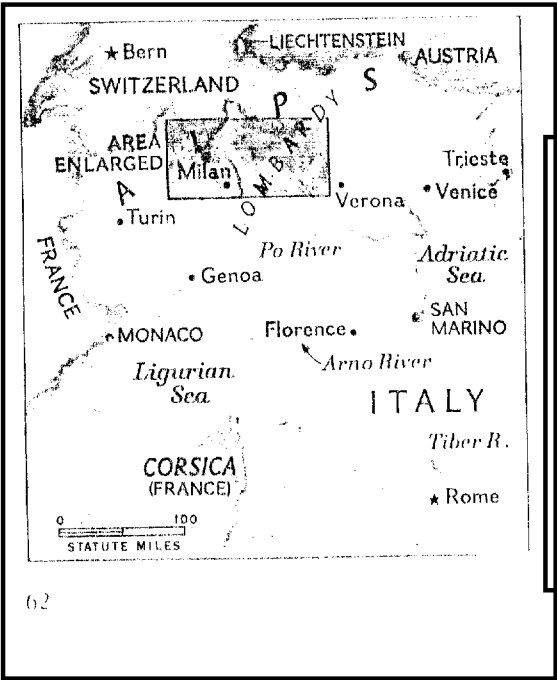 ★ Bern
LIECHTENSTEIN
AUSTRIA
SWITZERLAND
ALPS
AREA
ENLARGED
Milan
LOMBARDY
Trieste
Venice
Verona
Turin
Po River
Adriatic
Sea
FRANCE
Genoa
SAN
MARINO
MONACO
Florence
Arno River
Ligurian
Sea
ITALY
Tiber R.
CORSICA
(FRANCE)
★ Rome
0 100
STATUTE MILES
62